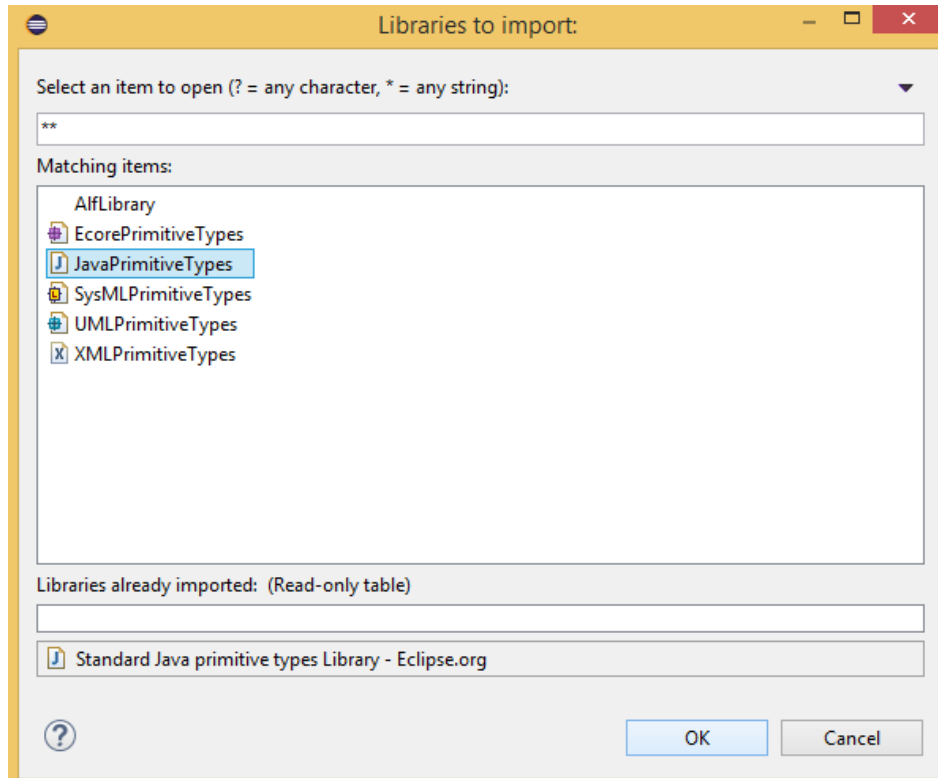 Libraries to import:
Select an item to open (? = any character, * = any string):
**
Matching items:
AlfLibrary
EcorePrimitiveTypes
JavaPrimitiveTypes
SysMLPrimitiveTypes
UMLPrimitiveTypes
XMLPrimitiveTypes
Libraries already imported: (Read-only table)
Standard Java primitive types Library - Eclipse.org
OK Cancel